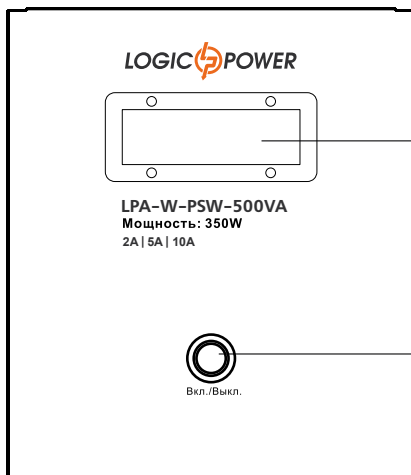 LOGIC POWER
LPA-W-PSW-500VA
Мощность: 350W
2A | 5A | 10A
Вкл./Выкл.